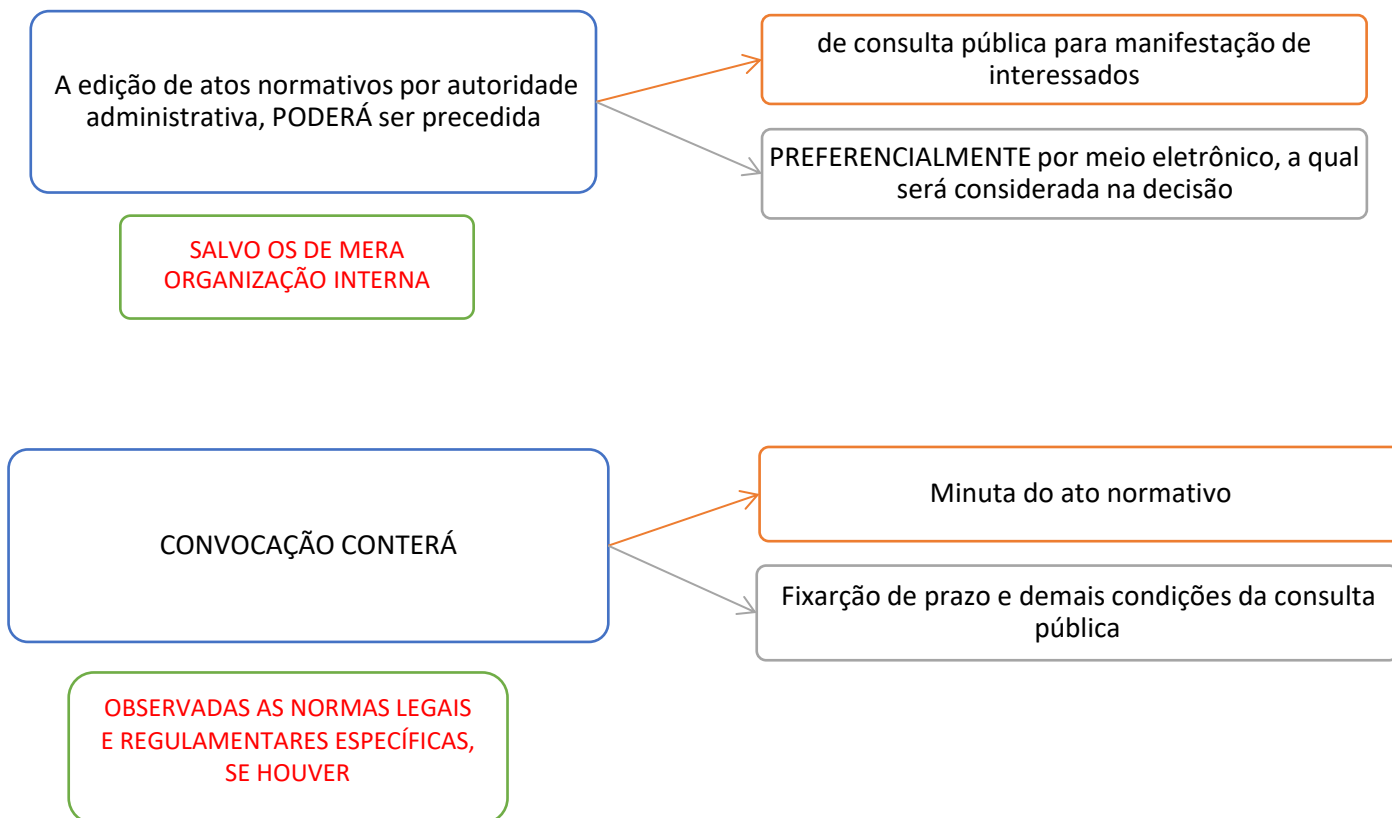 A edição de atos normativos por autoridade
administrativa, PODERÁ ser precedida
de consulta pública para manifestação de
interessados
PREFERENCIALMENTE por meio eletrônico, a qual
será considerada na decisão
SALVO OS DE MERA
ORGANIZAÇÃO INTERNA
CONVOCAÇÃO CONTERÁ
Minuta do ato normativo
Fixarção de prazo e demais condições da consulta
pública
OBSERVADAS AS NORMAS LEGAIS
E REGULAMENTARES ESPECÍFICAS,
SE HOUVER